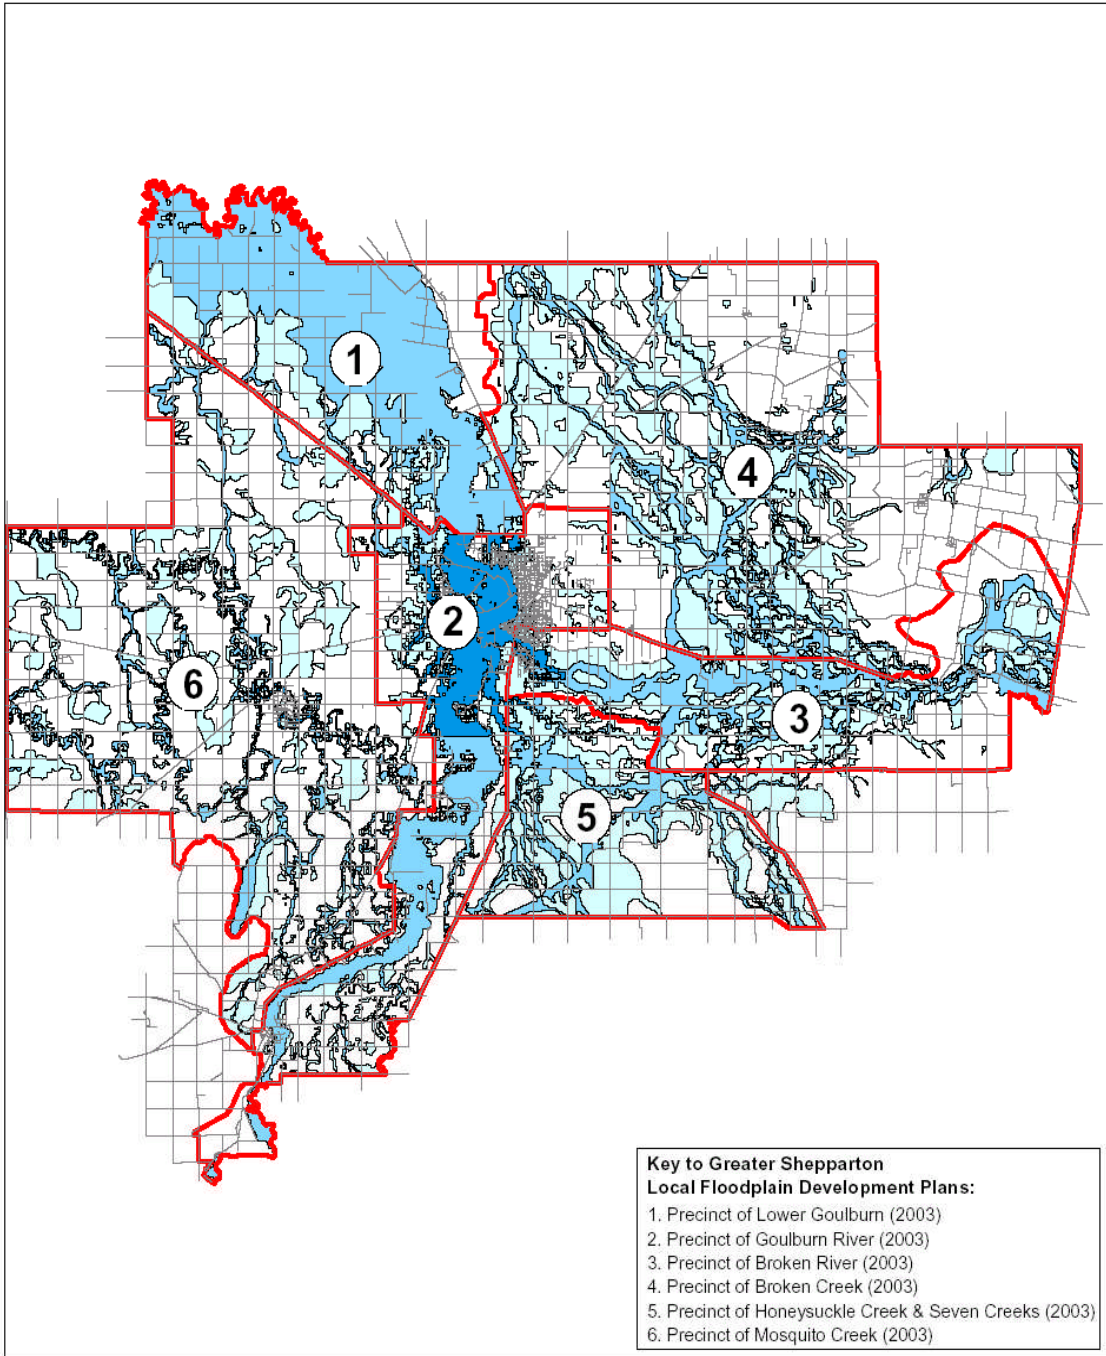 1
4
2
6
3
5
Key to Greater Shepparton
Local Floodplain Development Plans:
1. Precinct of Lower Goulburn (2003)
2. Precinct of Goulburn River (2003)
3. Precinct of Broken River (2003)
4. Precinct of Broken Creek (2003)
5. Precinct of Honeysuckle Creek & Seven Creeks (2003)
6. Precinct of Mosquito Creek (2003)